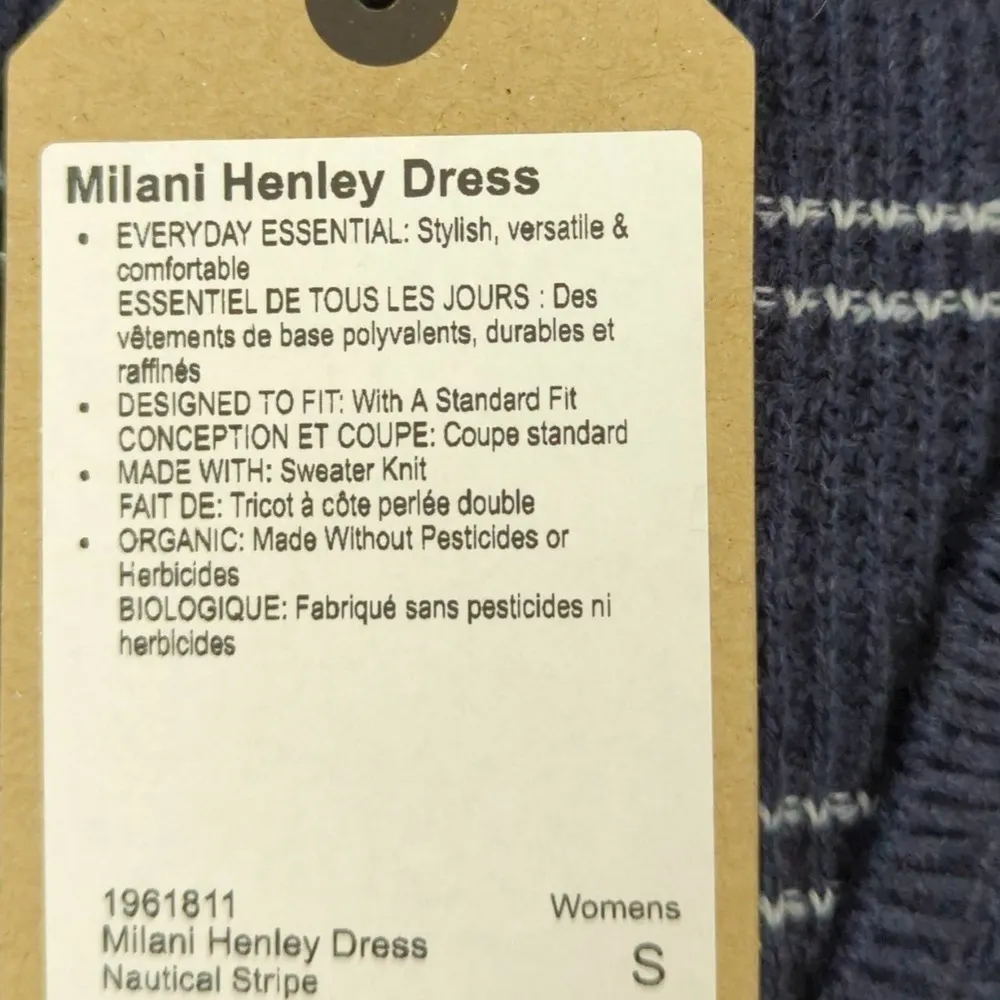 Milani Henley Dress
• EVERYDAY ESSENTIAL: Stylish, versatile &
comfortable
ESSENTIEL DE TOUS LES JOURS : Des
vêtements de base polyvalents, durables et
raffinés
• DESIGNED TO FIT: With A Standard Fit
CONCEPTION ET COUPE: Coupe standard
• MADE WITH: Sweater Knit
FAIT DE: Tricot à côte perlée double
• ORGANIC: Made Without Pesticides or
Herbicides
BIOLOGIQUE: Fabriqué sans pesticides ni
herbicides
1961811 Womens
Milani Henley Dress S
Nautical Stripe